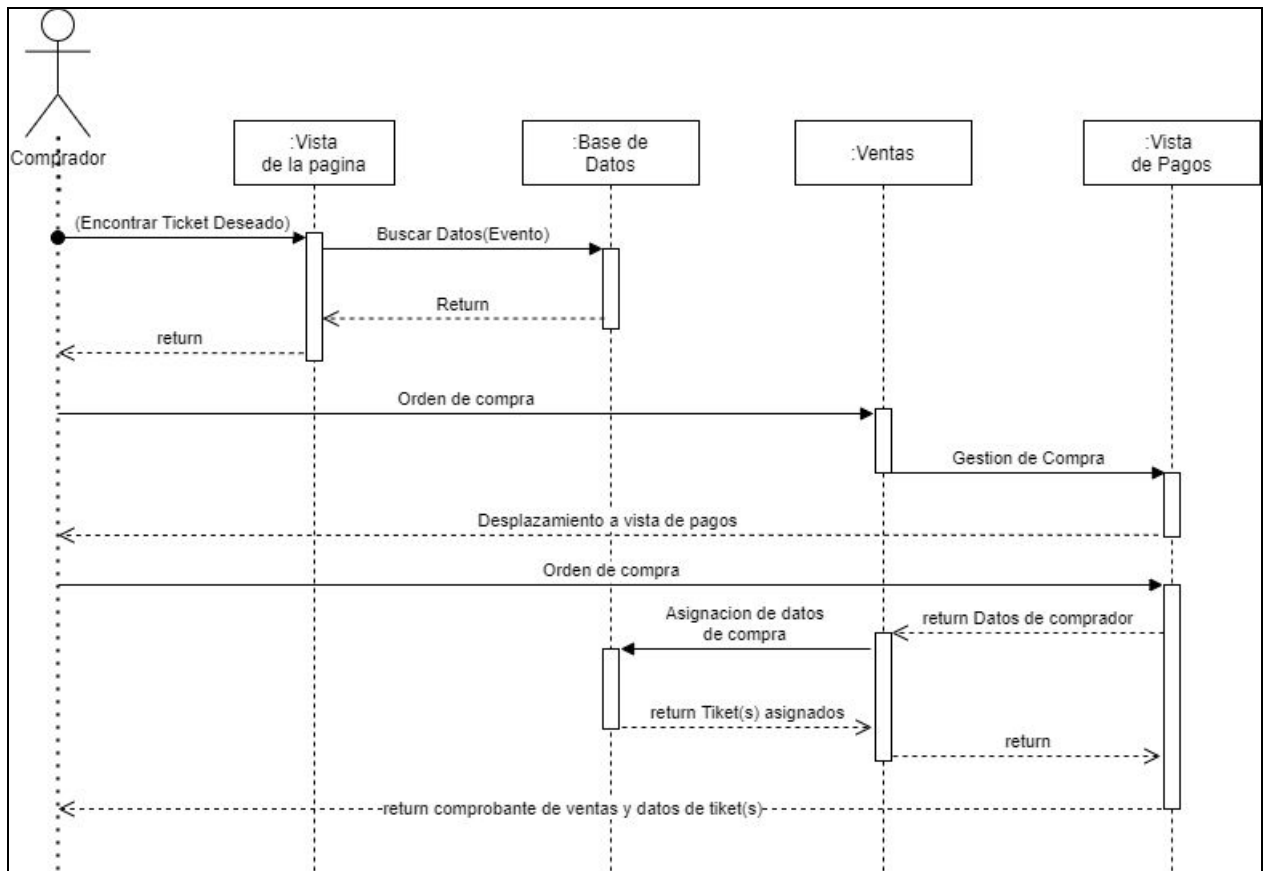 Comprador
:Vista
de la pagina
:Base de
Datos
:Ventas
:Vista
de Pagos
(Encontrar Ticket Deseado)
Buscar Datos(Evento)
Return
return
Orden de compra
Gestion de Compra
Desplazamiento a vista de pagos
Orden de compra
return Datos de comprador
Asignacion de datos
de compra
return Tiket(s) asignados
return
return comprobante de ventas y datos de tiket(s)